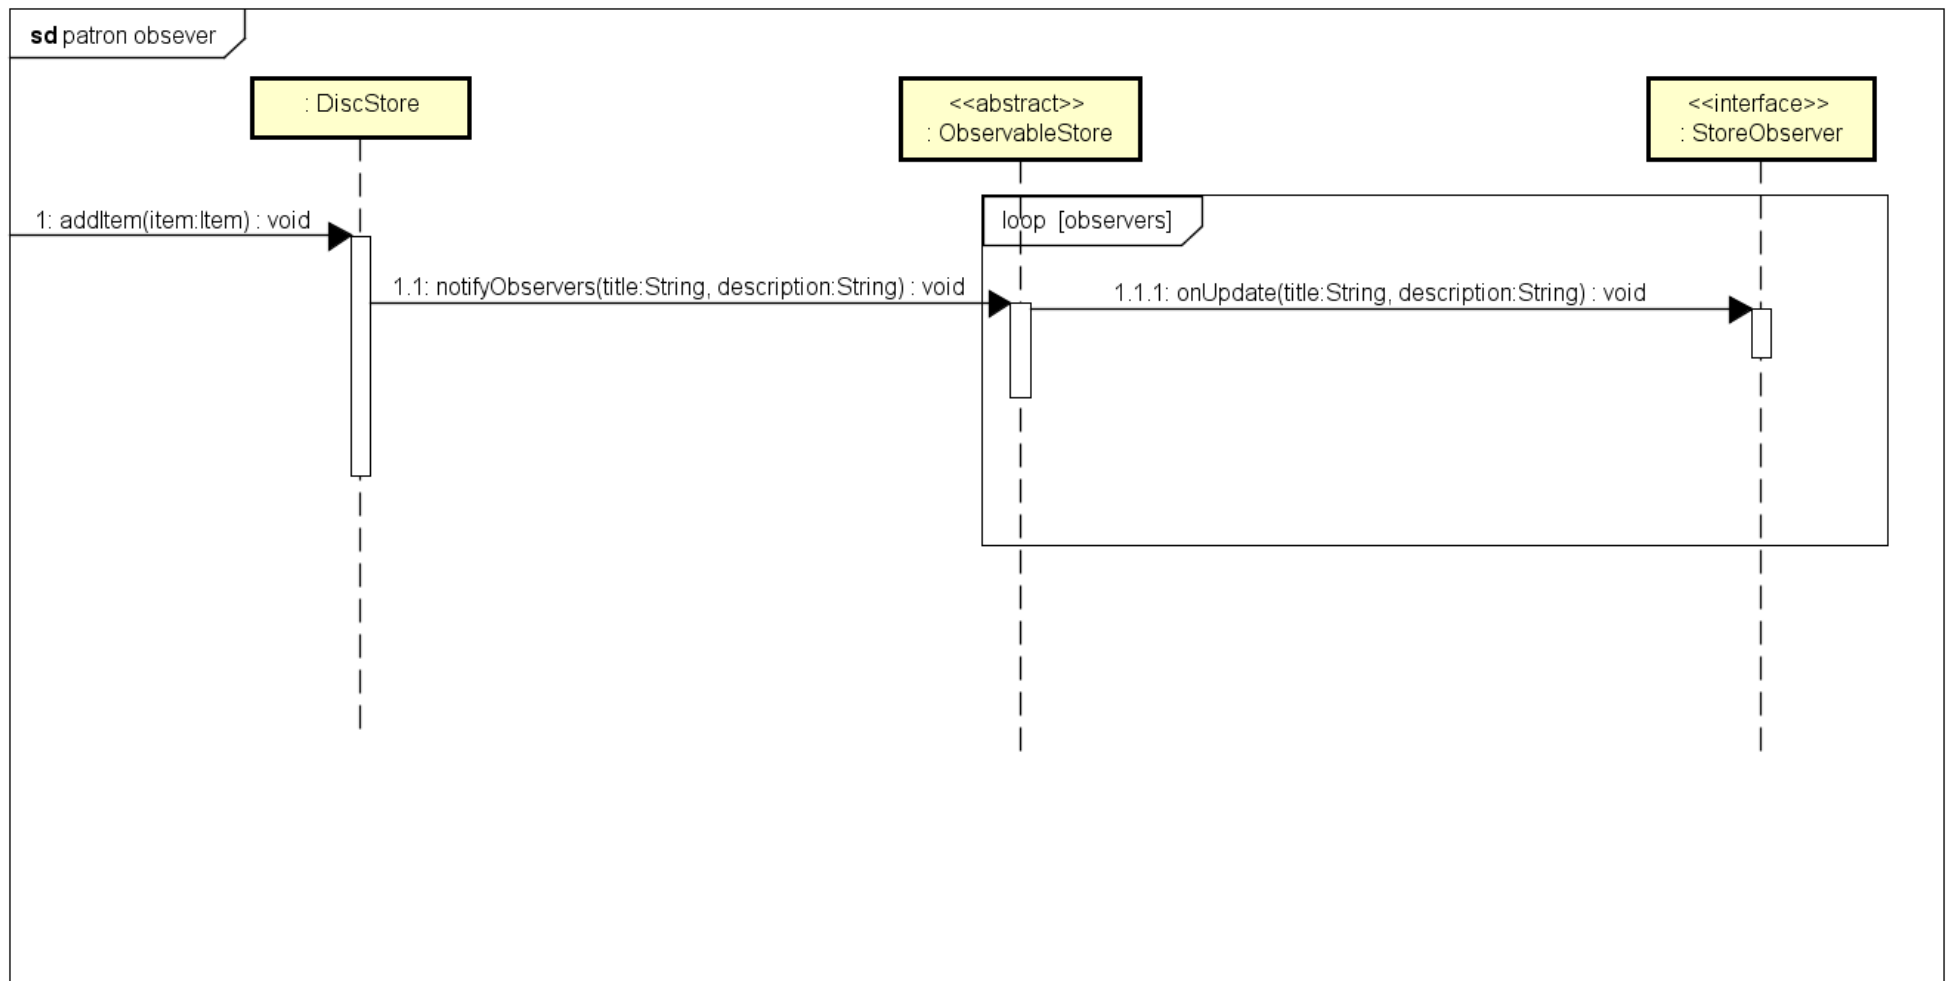 sd patron obsever
: DiscStore
<<abstract>>
: ObservableStore
<<interface>>
: StoreObserver
1: addItem(item:Item) : void
loop [observers]
1.1: notifyObservers(title:String, description:String) : void
1.1.1: onUpdate(title:String, description:String) : void